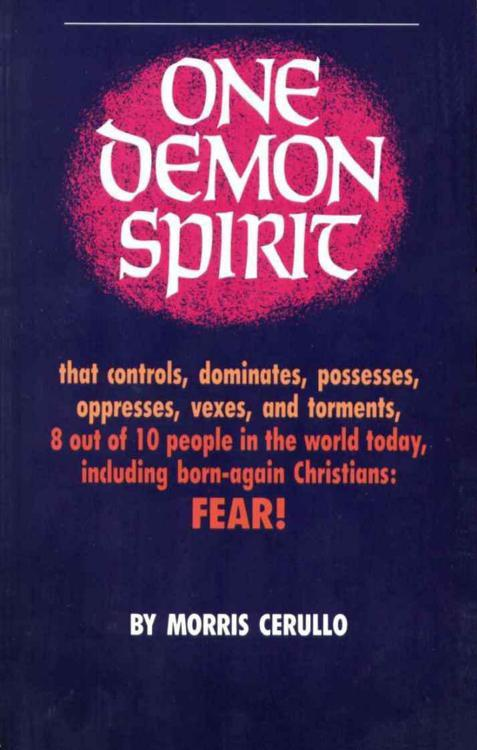 ONE
DEMON
SPIRIT
that controls, dominates, possesses,
oppresses, vexes, and torments,
8 out of 10 people in the world today,
including born-again Christians:
FEAR!
BY MORRIS CERULLO